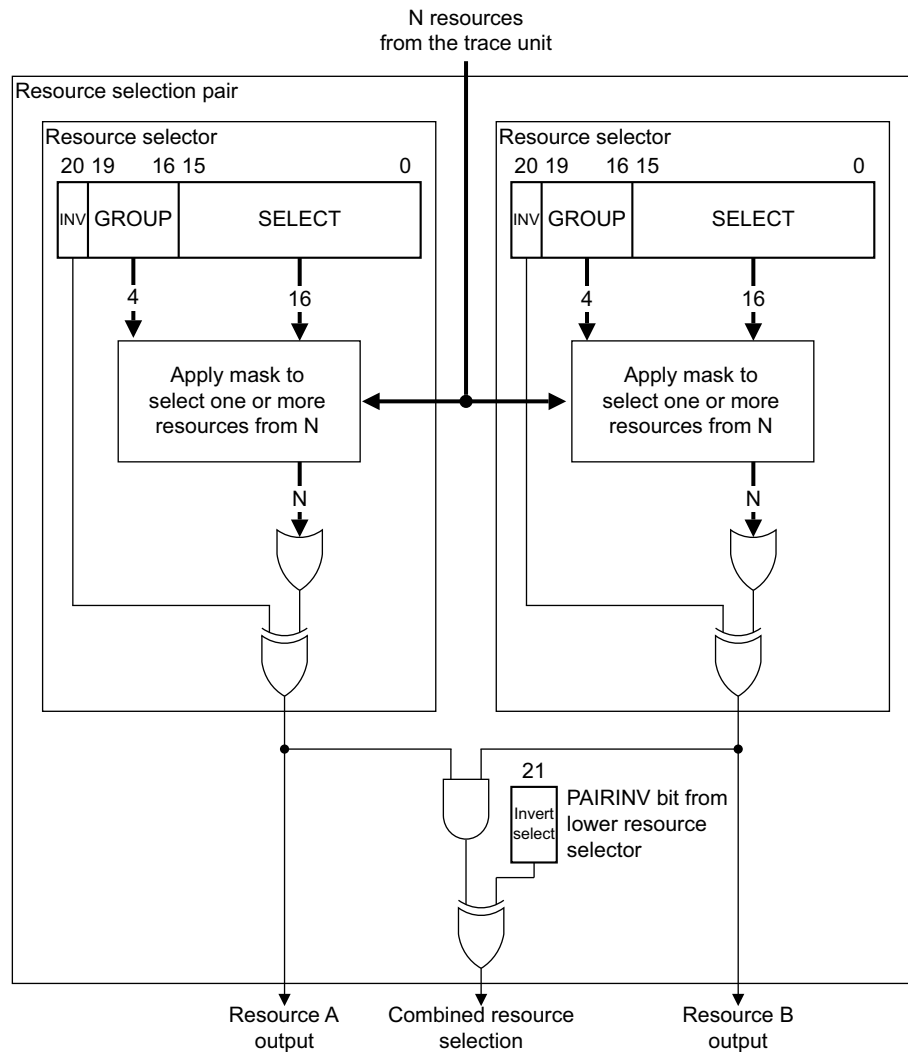 N resources
from the trace unit
Resource selection pair
Resource selector
20 19 16 15 0
INV GROUP SELECT
4 16
Apply mask to
select one or more
resources from N
N
Resource selector
20 19 16 15 0
INV GROUP SELECT
4 16
Apply mask to
select one or more
resources from N
N
21
Invert
select
PAIRINV bit from
lower resource
selector
Resource A
output
Combined resource
selection
Resource B
output